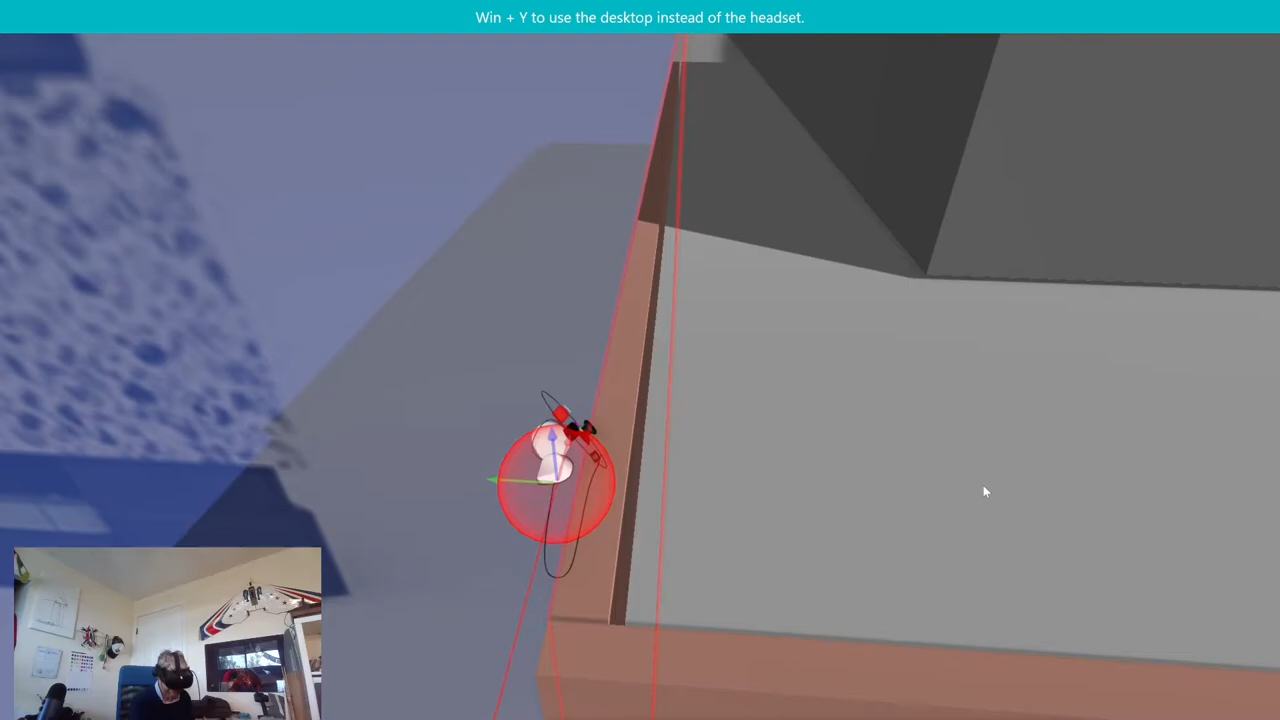 Win + Y to use the desktop instead of the headset.